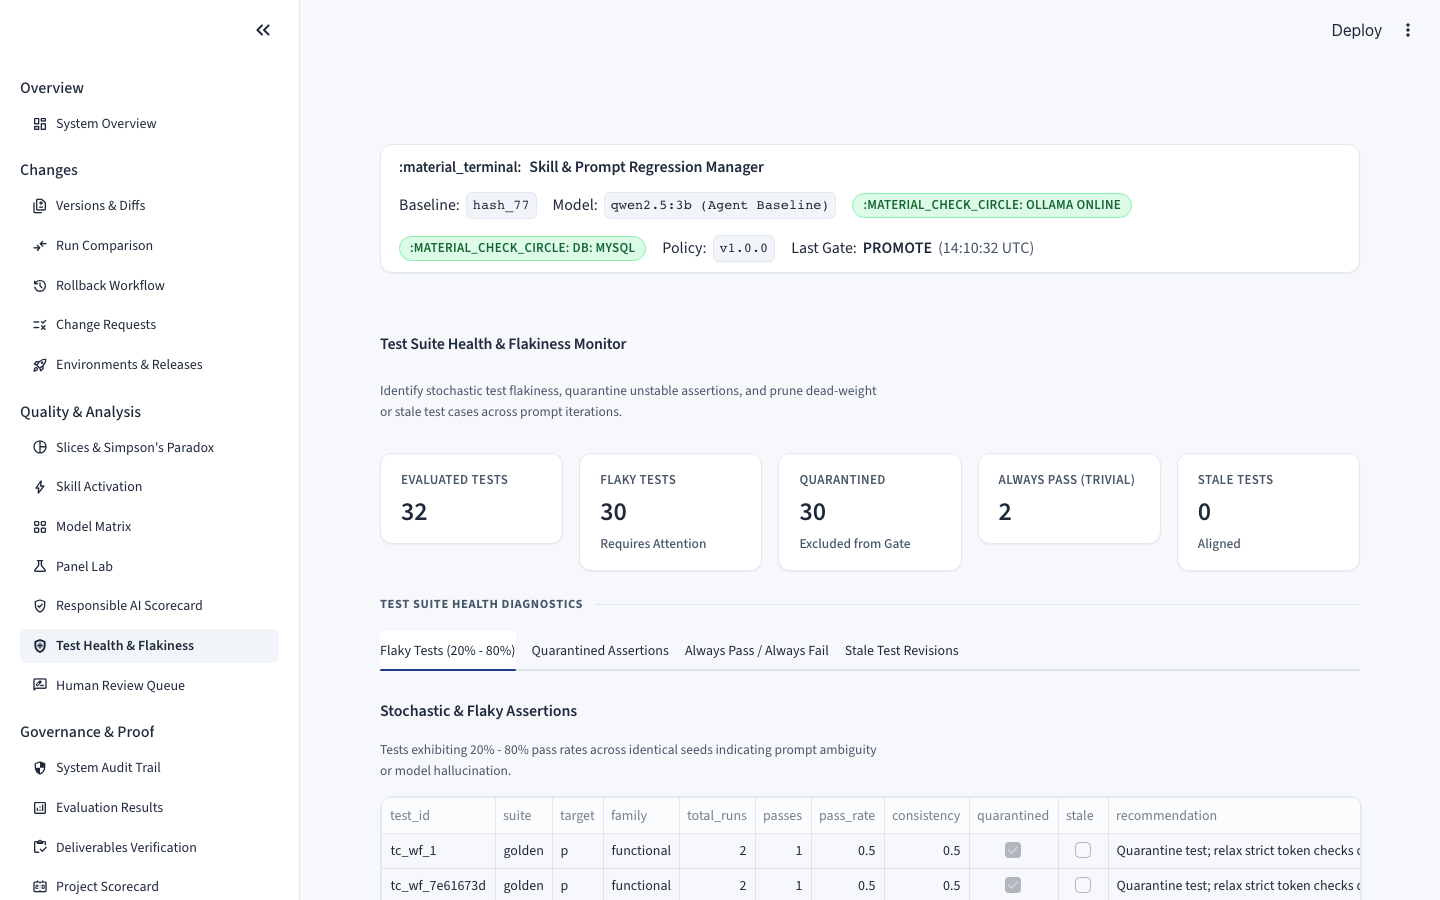 Deploy
Overview
System Overview
Changes
Versions & Diffs
Run Comparison
Rollback Workflow
Change Requests
Environments & Releases
Quality & Analysis
Slices & Simpson's Paradox
Skill Activation
Model Matrix
Panel Lab
Responsible AI Scorecard
Test Health & Flakiness
Human Review Queue
Governance & Proof
System Audit Trail
Evaluation Results
Deliverables Verification
Project Scorecard
:material_terminal: Skill & Prompt Regression Manager
Baseline: hash_77 Model: qwen2.5:3b (Agent Baseline) :MATERIAL_CHECK_CIRCLE: OLLAMA ONLINE
:MATERIAL_CHECK_CIRCLE: DB: MYSQL Policy: v1.0.0 Last Gate: PROMOTE (14:10:32 UTC)
Test Suite Health & Flakiness Monitor
Identify stochastic test flakiness, quarantine unstable assertions, and prune dead-weight
or stale test cases across prompt iterations.
EVALUATED TESTS
32
FLAKY TESTS
30
Requires Attention
QUARANTINED
30
Excluded from Gate
ALWAYS PASS (TRIVIAL)
2
STALE TESTS
0
Aligned
TEST SUITE HEALTH DIAGNOSTICS
Flaky Tests (20% - 80%) Quarantined Assertions Always Pass / Always Fail Stale Test Revisions
Stochastic & Flaky Assertions
Tests exhibiting 20% - 80% pass rates across identical seeds indicating prompt ambiguity
or model hallucination.
test_id suite target family total_runs passes pass_rate consistency quarantined stale recommendation
tc_wf_1 golden p functional 2 1 0.5 0.5 Quarantine test; relax strict token checks
tc_wf_7e61673d golden p functional 2 1 0.5 0.5 Quarantine test; relax strict token checks